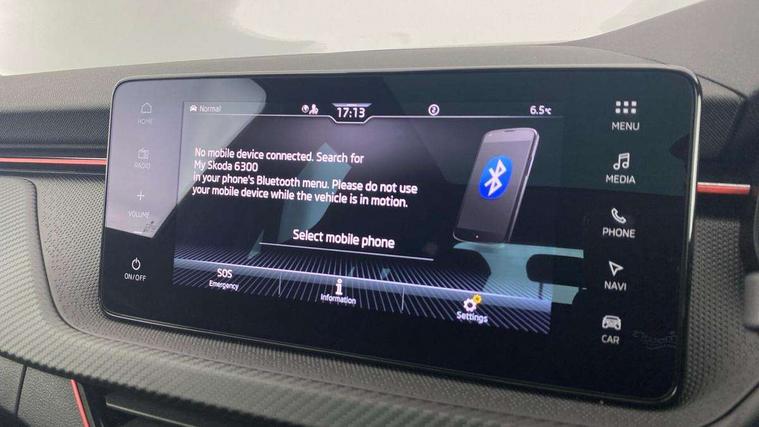 Normal
17:13
2
6.5°C
HOME
RADIO
+
VOLUME
ON/OFF
No mobile device connected. Search for
My Skoda 6300
in your phone's Bluetooth menu. Please do not use
your mobile device while the vehicle is in motion.
Select mobile phone
SOS
Emergency
i
Information
Settings
MENU
MEDIA
PHONE
NAVI
CAR